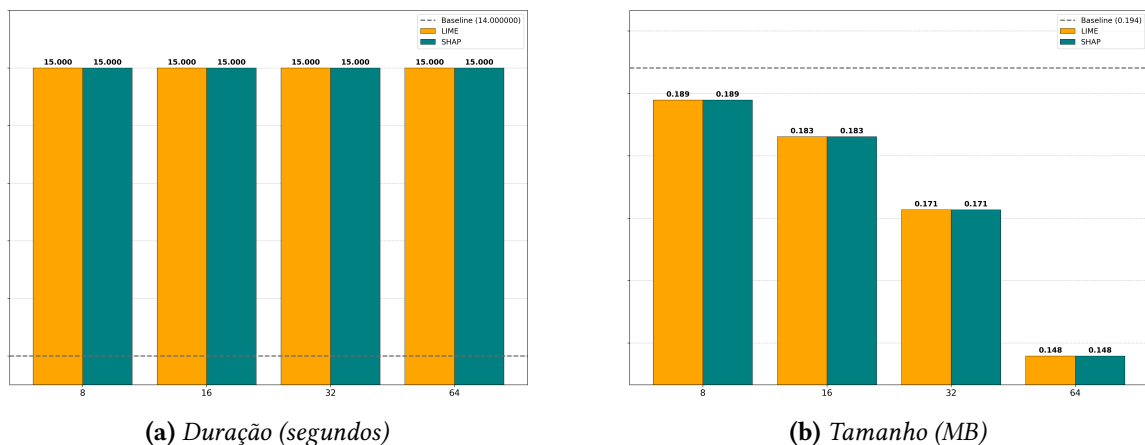 Baseline (14.000000)
LIME
SHAP
15.000 15.000 15.000 15.000 15.000 15.000 15.000 15.000
8 16 32 64
(a) Duração (segundos)
Baseline (0.194)
LIME
SHAP
0.189 0.189
0.183 0.183
0.171 0.171
0.148 0.148
8 16 32 64
(b) Tamanho (MB)